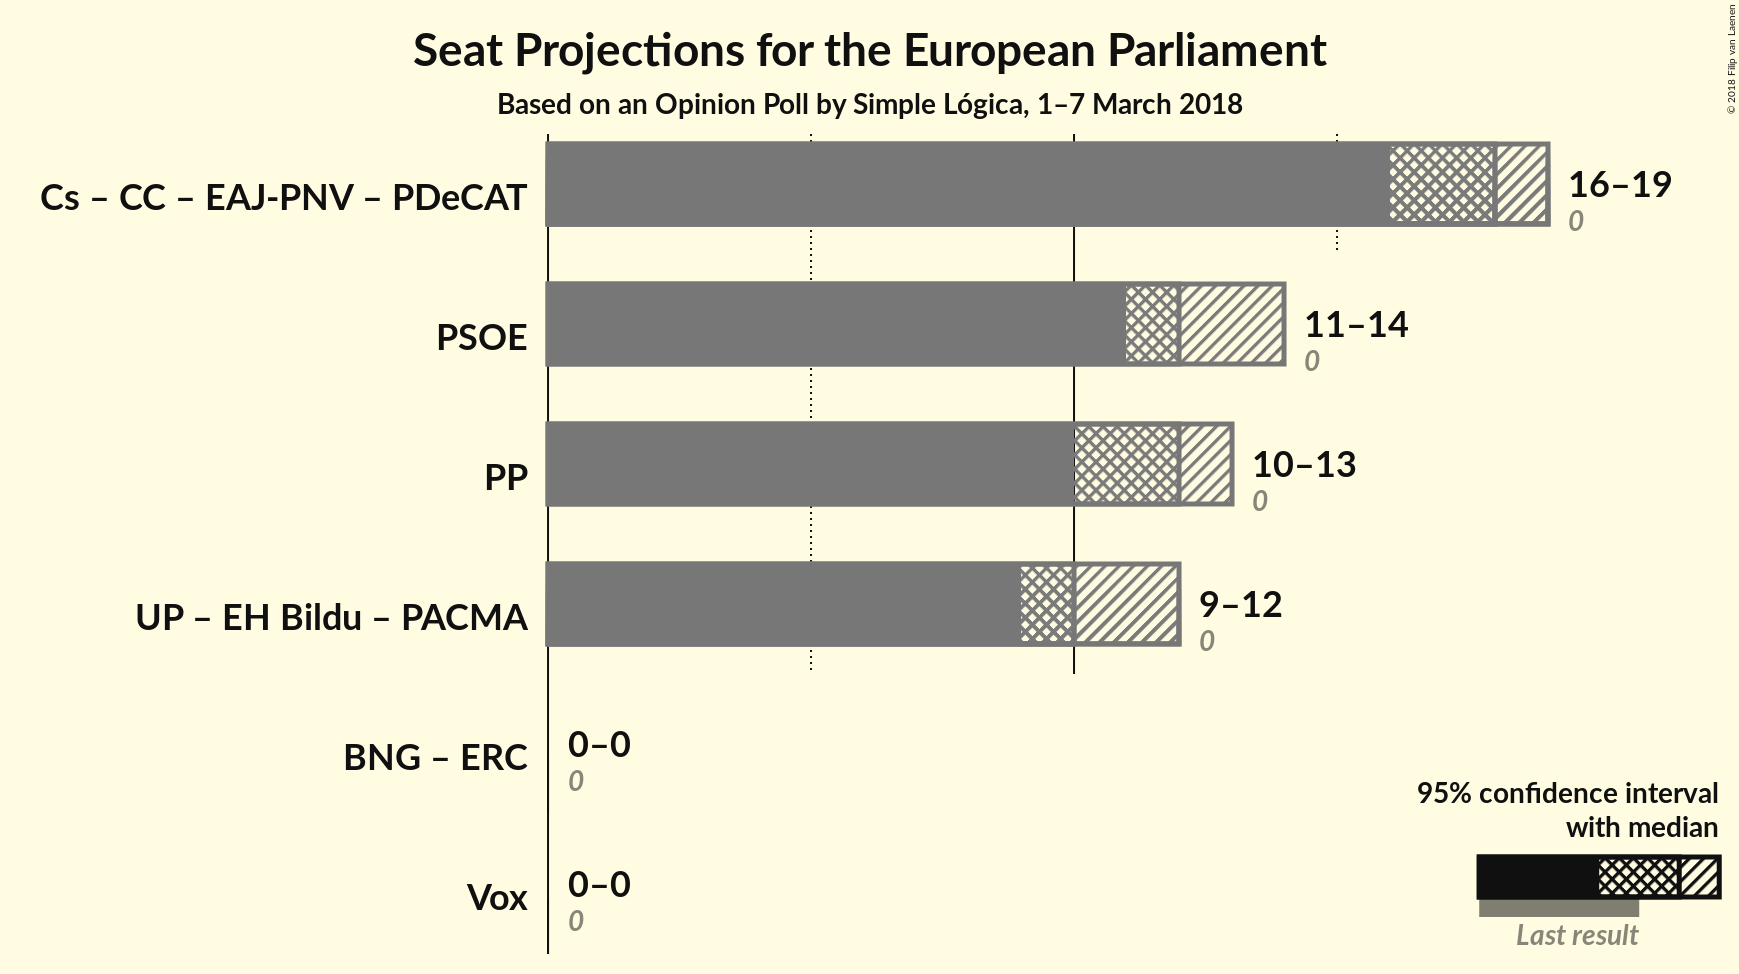 Seat Projections for the European Parliament
Based on an Opinion Poll by Simple Lógica, 1–7 March 2018
© 2018 Filip van Laenen
Cs – CC – EAJ-PNV – PDeCAT
16–19
0
PSOE
11–14
0
PP
10–13
0
UP – EH Bildu – PACMA
9–12
0
BNG – ERC
0–0
0
Vox
0–0
0
95% confidence interval
with median
Last result